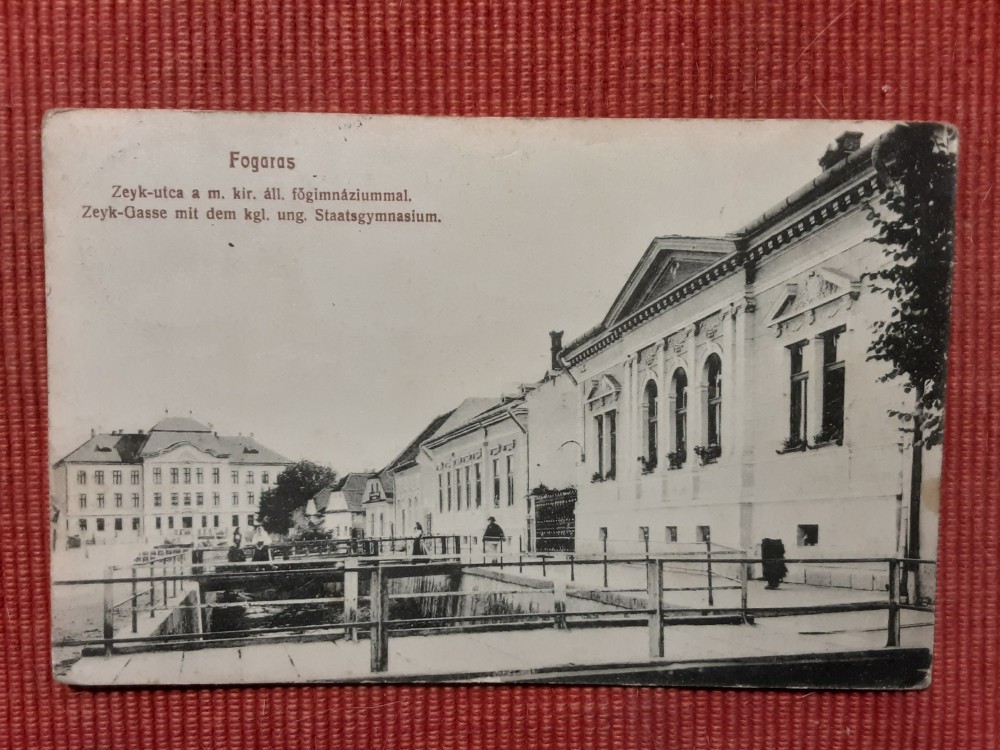 Fogaras
Zeyk-utca a m. kir. áll. főgimnáziummal.
Zeyk-Gasse mit dem kgl. ung. Staatsgymnasium.